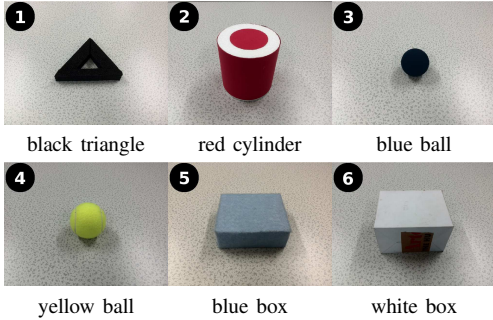 1 2 3
black triangle red cylinder blue ball
4 5 6
yellow ball blue box white box